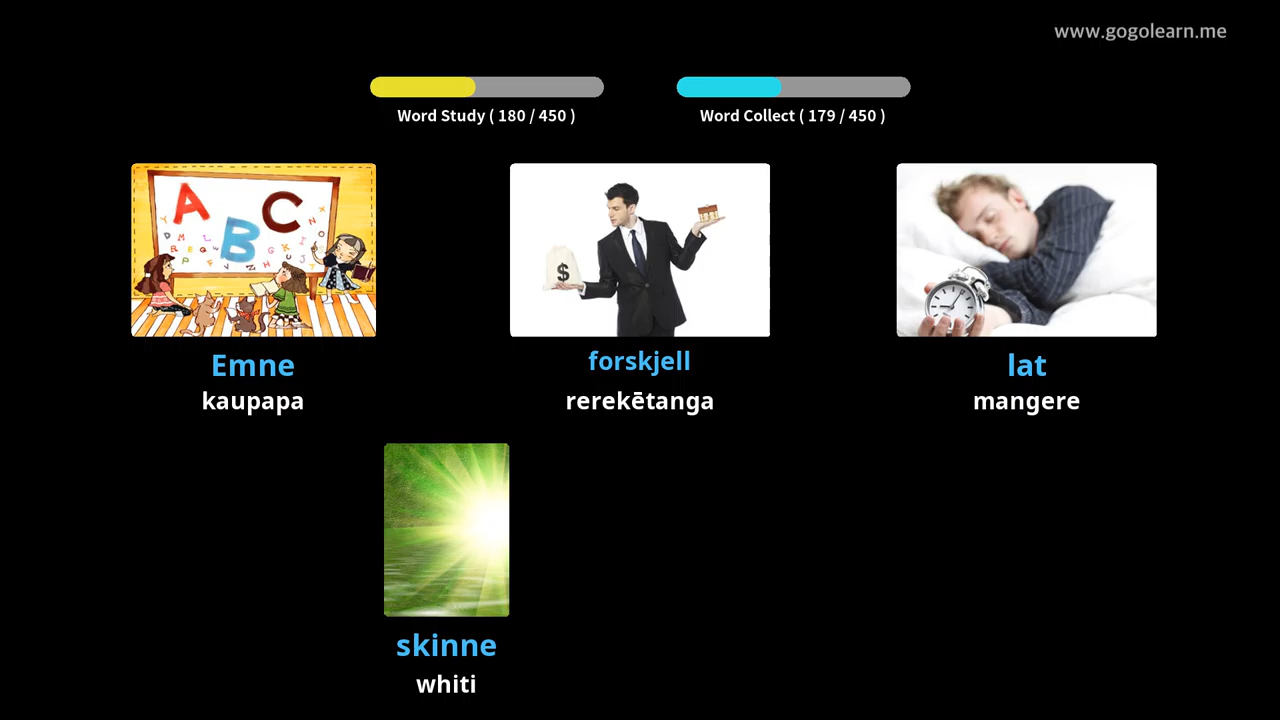 www.gogolearn.me
Word Study ( 180 / 450 )
Word Collect ( 179 / 450 )
A B C
Emne
kaupapa
forskjell
rerekētanga
lat
mangere
$
skinne
whiti